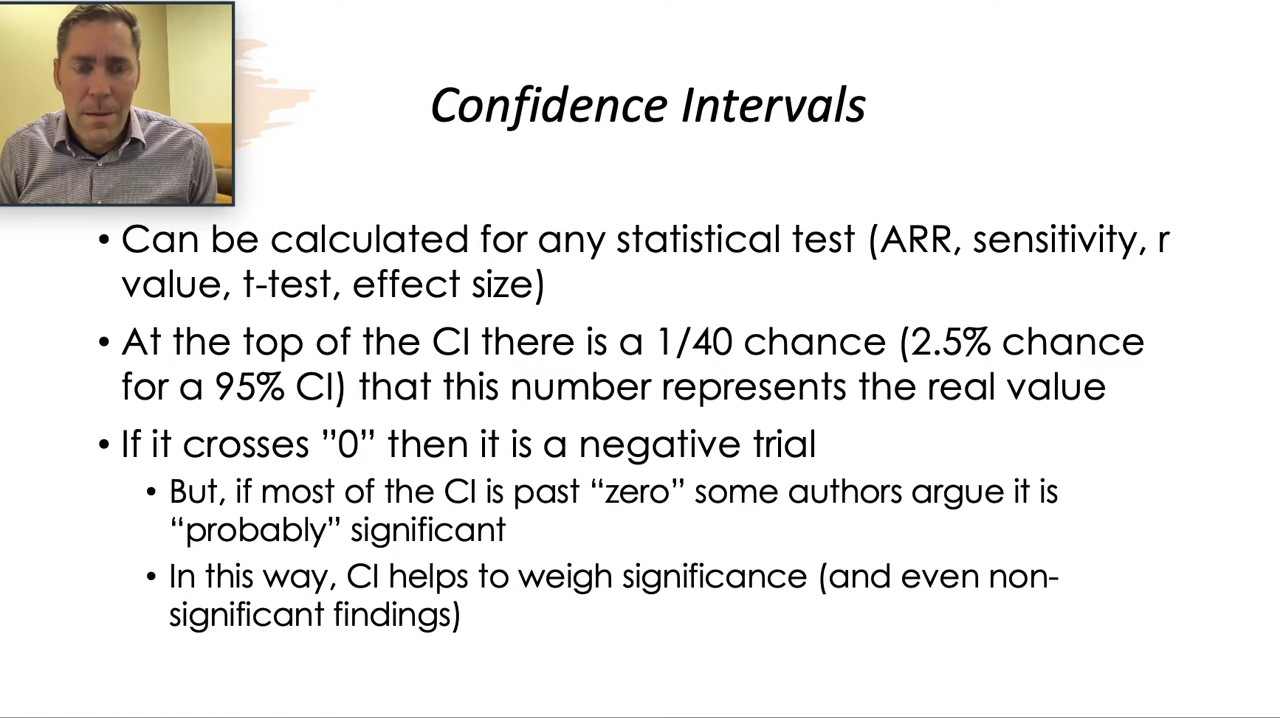 Confidence Intervals
• Can be calculated for any statistical test (ARR, sensitivity, r
value, t-test, effect size)
• At the top of the CI there is a 1/40 chance (2.5% chance
for a 95% CI) that this number represents the real value
• If it crosses ”0” then it is a negative trial
• But, if most of the CI is past “zero” some authors argue it is
“probably” significant
• In this way, CI helps to weigh significance (and even non-
significant findings)